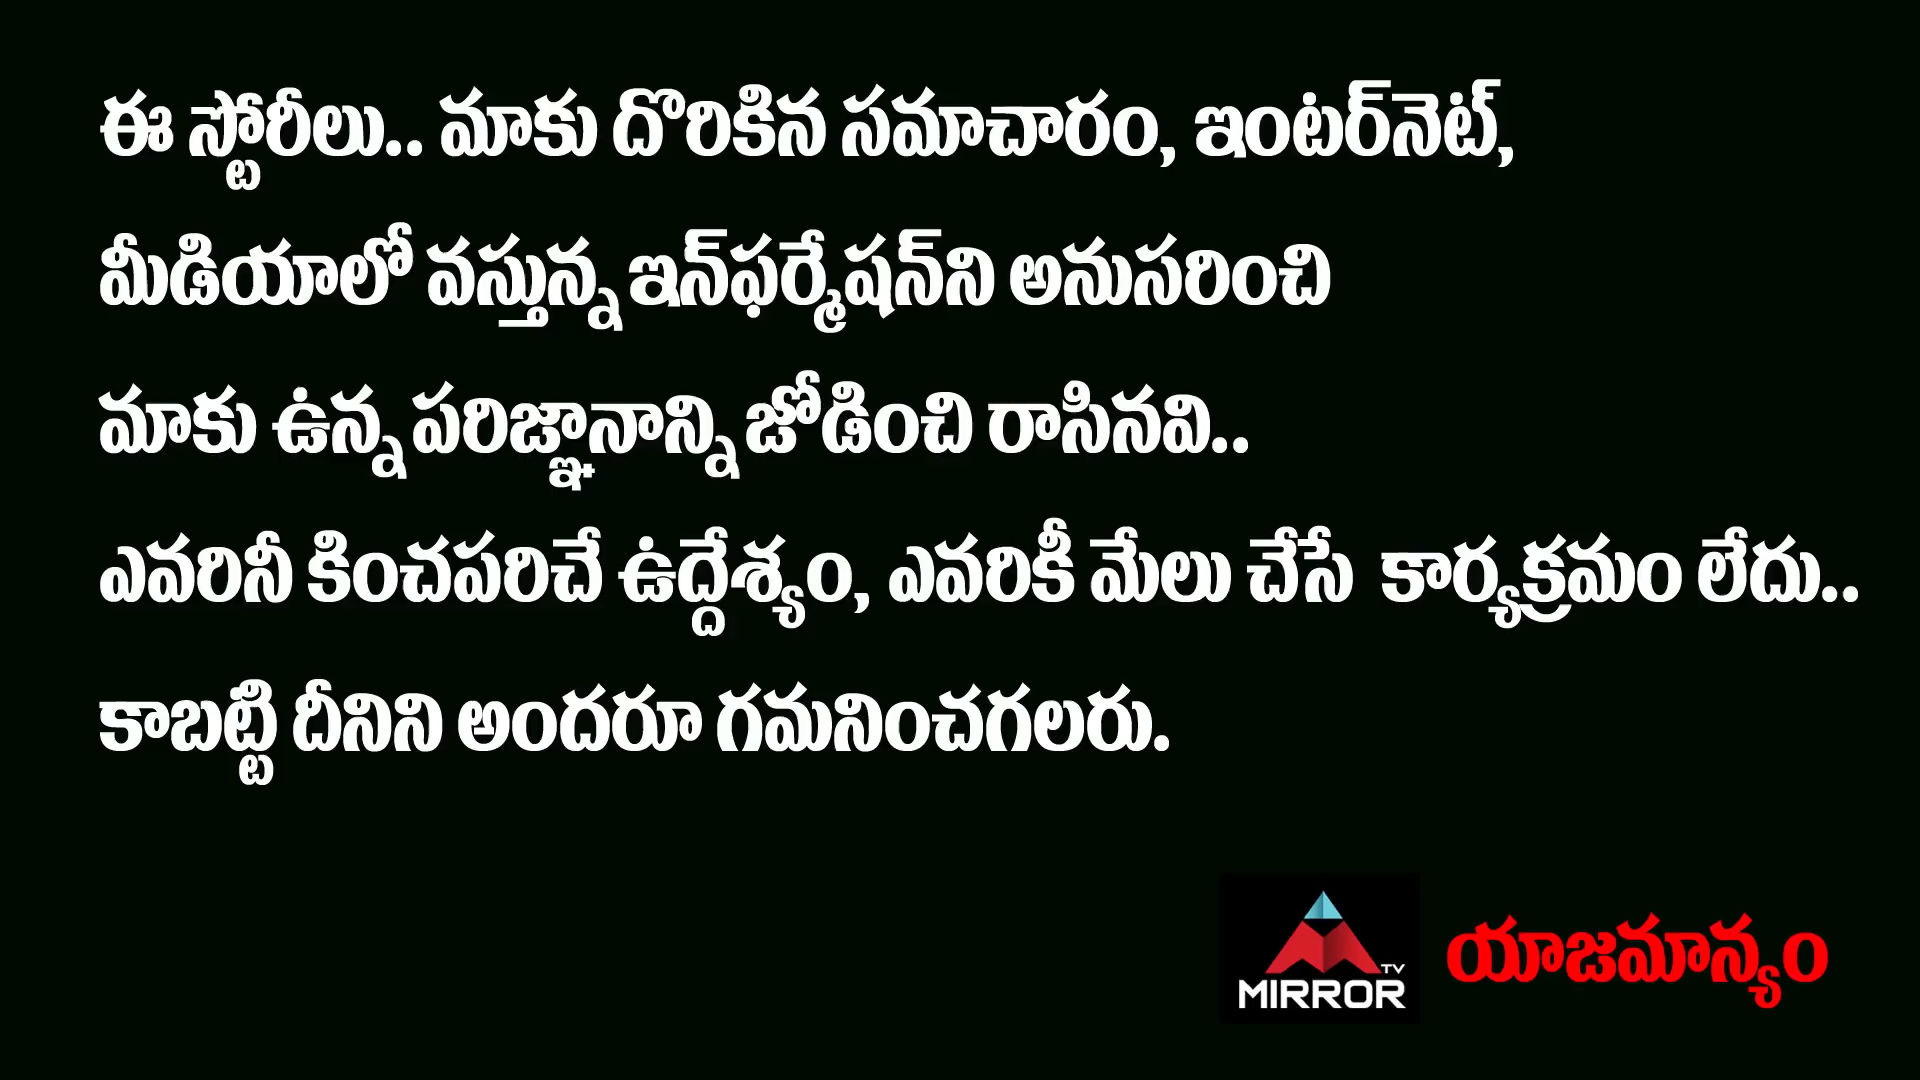 ఈ స్టోరీలు.. మాకు దొరికిన సమాచారం, ఇంటర్‌నెట్,
మీడియాలో వస్తున్న ఇన్‌ఫర్మేషన్‌ని అనుసరించి
మాకు ఉన్న పరిజ్ఞానాన్ని జోడించి రాసినవి..
ఎవరినీ కించపరిచే ఉద్దేశ్యం, ఎవరికీ మేలు చేసే కార్యక్రమం లేదు..
కాబట్టి దీనిని అందరూ గమనించగలరు.
MIRROR TV యాజమాన్యం